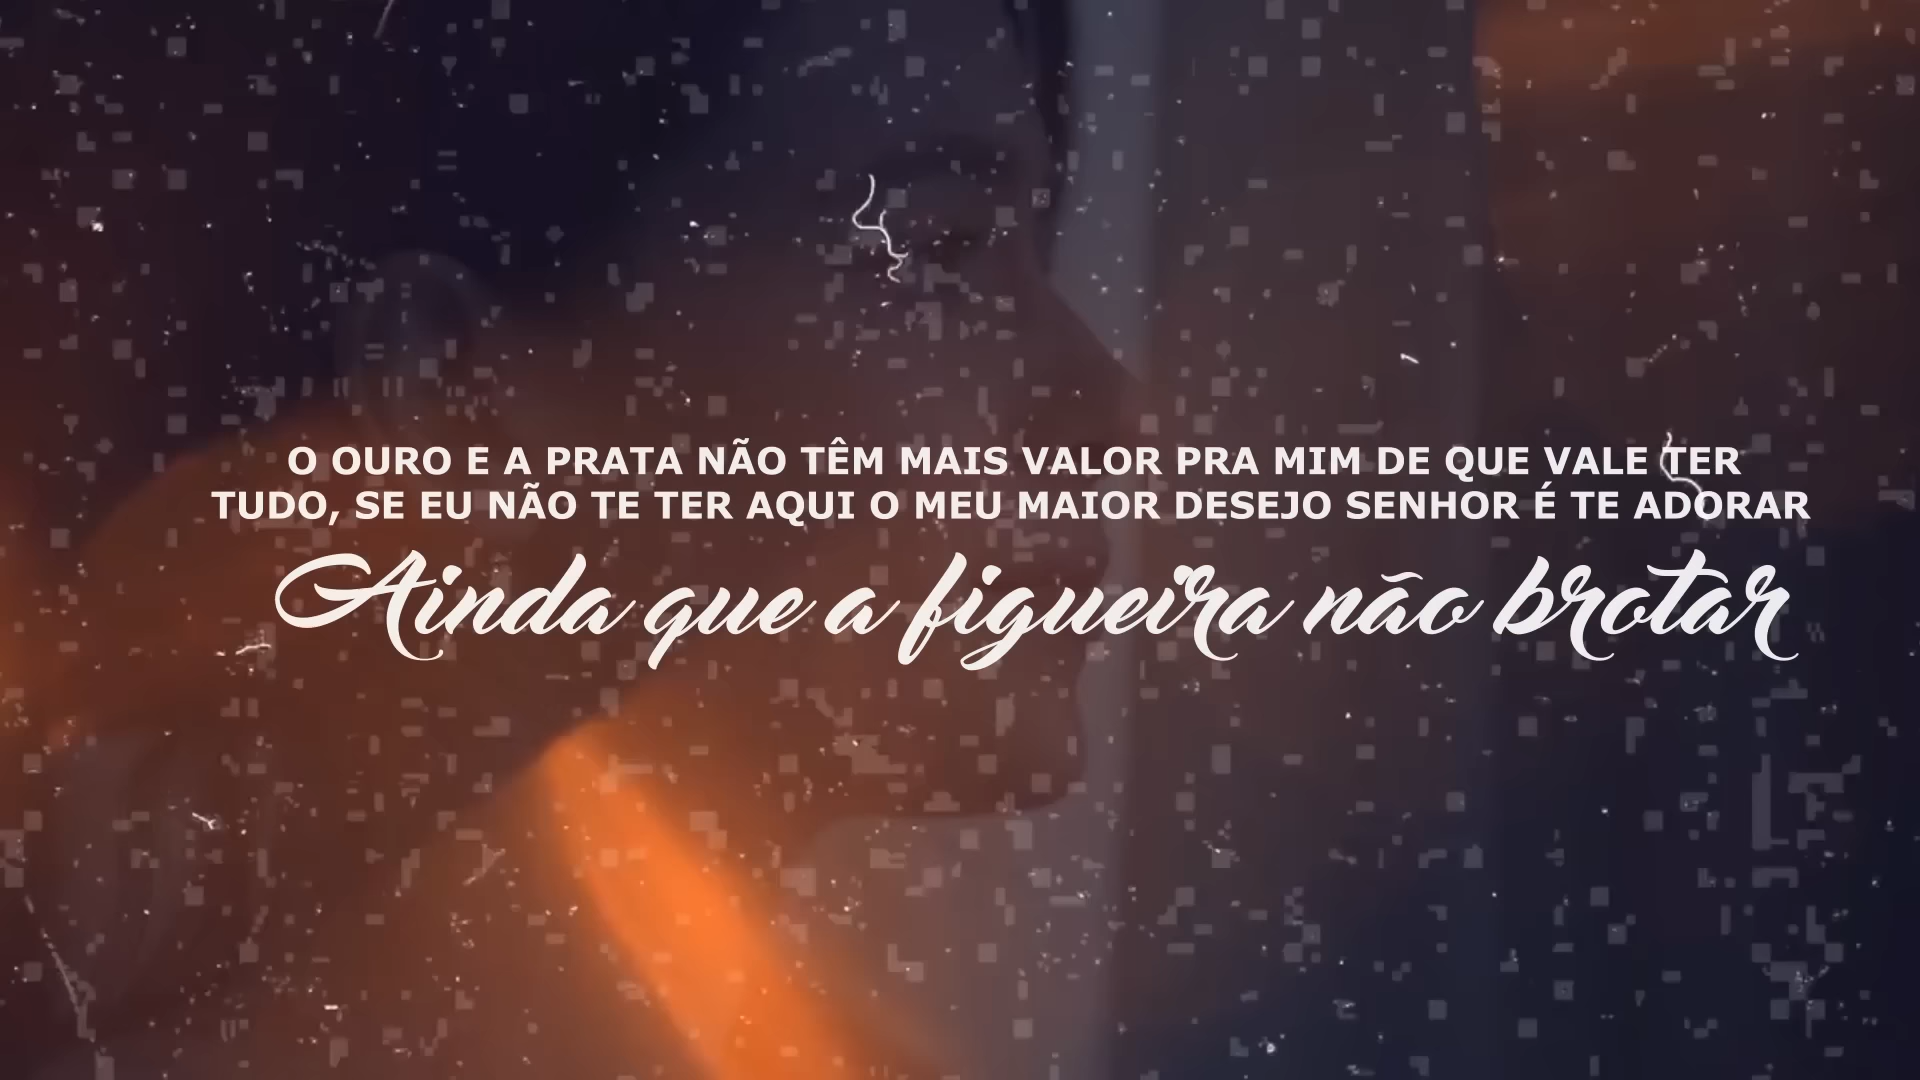 O OURO E A PRATA NÃO TÊM MAIS VALOR PRA MIM DE QUE VALE TER
TUDO, SE EU NÃO TE TER AQUI O MEU MAIOR DESEJO SENHOR É TE ADORAR
Ainda que a figueira não brotar